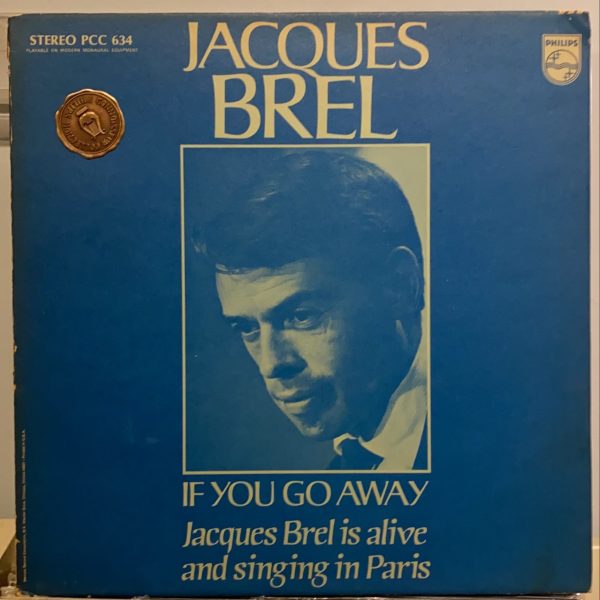 STEREO PCC 634
PLAYABLE ON MODERN MONAURAL EQUIPMENT
JACQUES
BREL
PHILIPS
IF YOU GO AWAY
Jacques Brel is alive
and singing in Paris